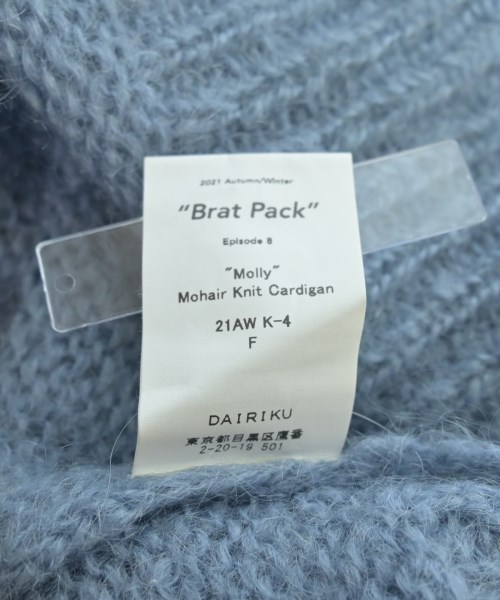 2021 Autumn/Winter
"Brat Pack"
Episode 8
"Molly"
Mohair Knit Cardigan
21AW K-4
F
DAIRIKU
東京都目黒区鷹番
2-20-19 501